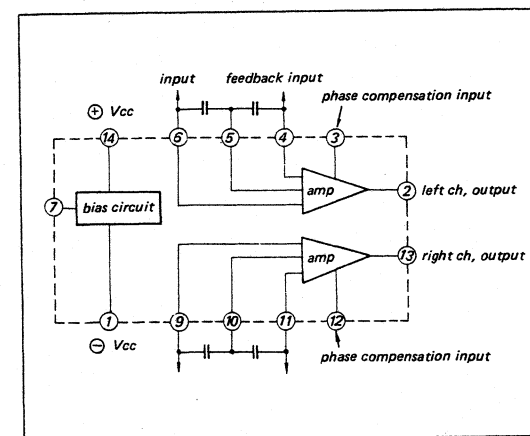 input feedback input
phase compensation input
⊕ Vcc
14 6 5 4 3
7 bias circuit
amp
2 left ch, output
amp
13 right ch, output
1 9 10 11 12
⊖ Vcc
phase compensation input